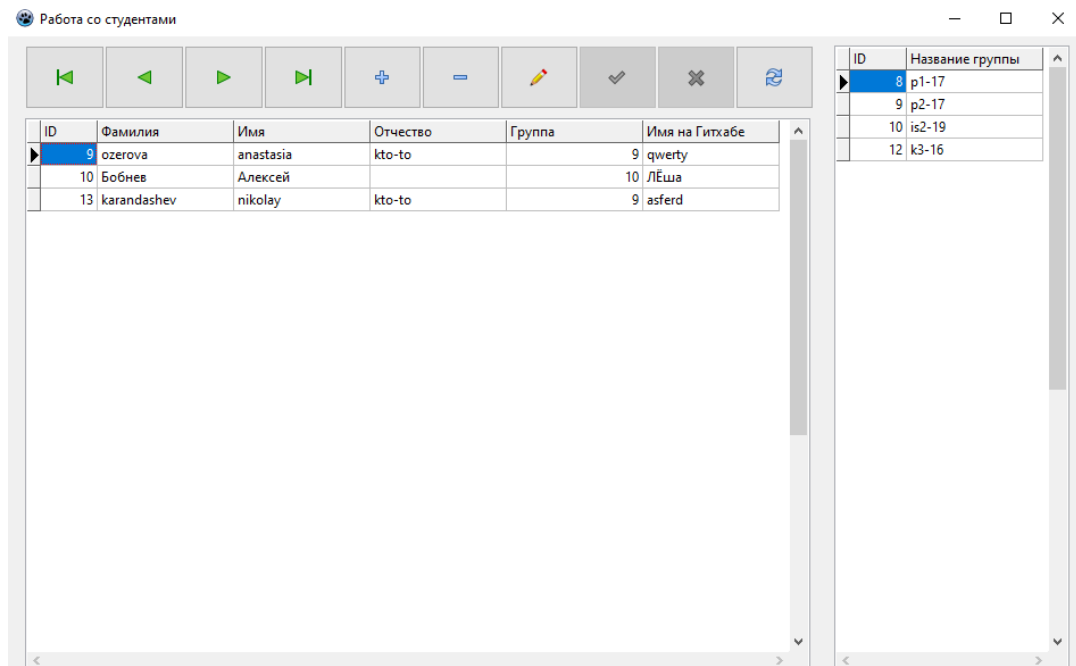 Работа со студентами
ID Фамилия Имя Отчество Группа Имя на Гитхабе
9 ozerova anastasia kto-to 9 qwerty
10 Бобнев Алексей 10 ЛЁша
13 karandashev nikolay kto-to 9 asferd
ID Название группы
8 p1-17
9 p2-17
10 is2-19
12 k3-16